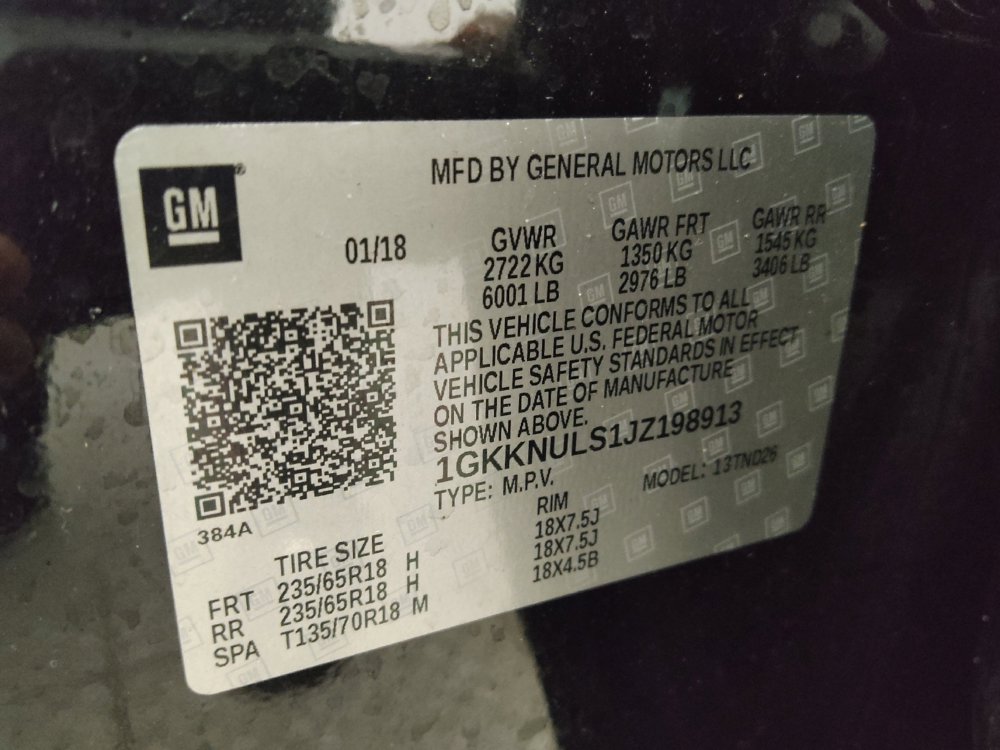 GM
MFD BY GENERAL MOTORS LLC
01/18
GVWR GAWR FRT GAWR RR
2722 KG 1350 KG 1545 KG
6001 LB 2976 LB 3406 LB
THIS VEHICLE CONFORMS TO ALL
APPLICABLE U.S. FEDERAL MOTOR
VEHICLE SAFETY STANDARDS IN EFFECT
ON THE DATE OF MANUFACTURE
SHOWN ABOVE.
1GKKNULS1JZ198913
TYPE: M.P.V. MODEL: 13TND26
384A
TIRE SIZE RIM
FRT 235/65R18 H 18X7.5J
RR 235/65R18 H 18X7.5J
SPA T135/70R18 M 18X4.5B